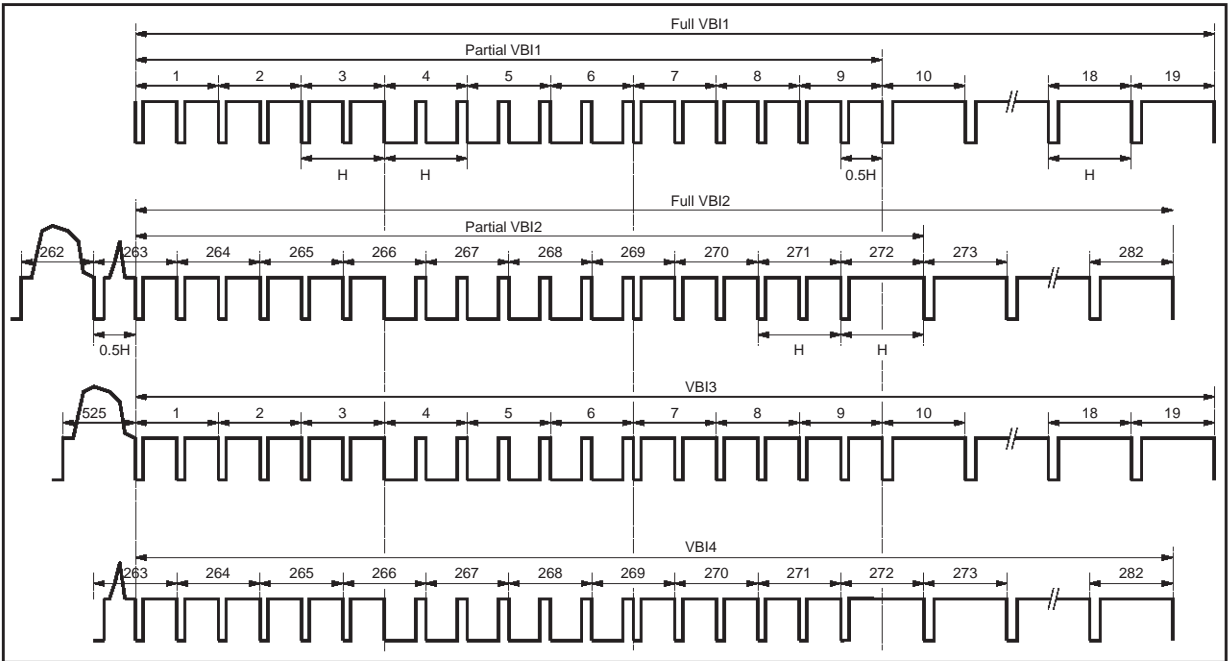 Full VBI1
Partial VBI1
1 2 3 4 5 6 7 8 9 10 18 19
H H 0.5H H
Full VBI2
Partial VBI2
262 263 264 265 266 267 268 269 270 271 272 273 282
0.5H H H
VBI3
525 1 2 3 4 5 6 7 8 9 10 18 19
VBI4
263 264 265 266 267 268 269 270 271 272 273 282